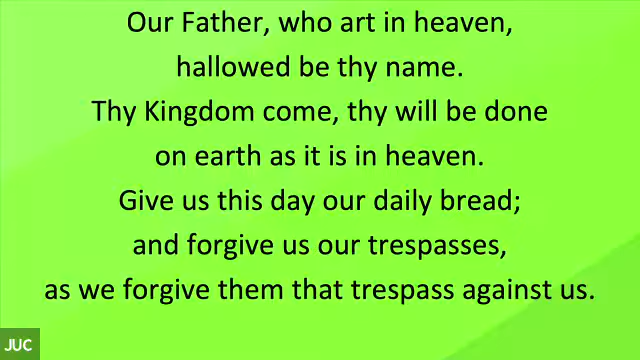 Our Father, who art in heaven,
hallowed be thy name.
Thy Kingdom come, thy will be done
on earth as it is in heaven.
Give us this day our daily bread;
and forgive us our trespasses,
as we forgive them that trespass against us.
JUC